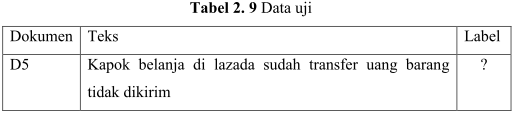 Tabel 2. 9 Data uji
Dokumen Teks Label
D5 Kapok belanja di lazada sudah transfer uang barang ?
tidak dikirim